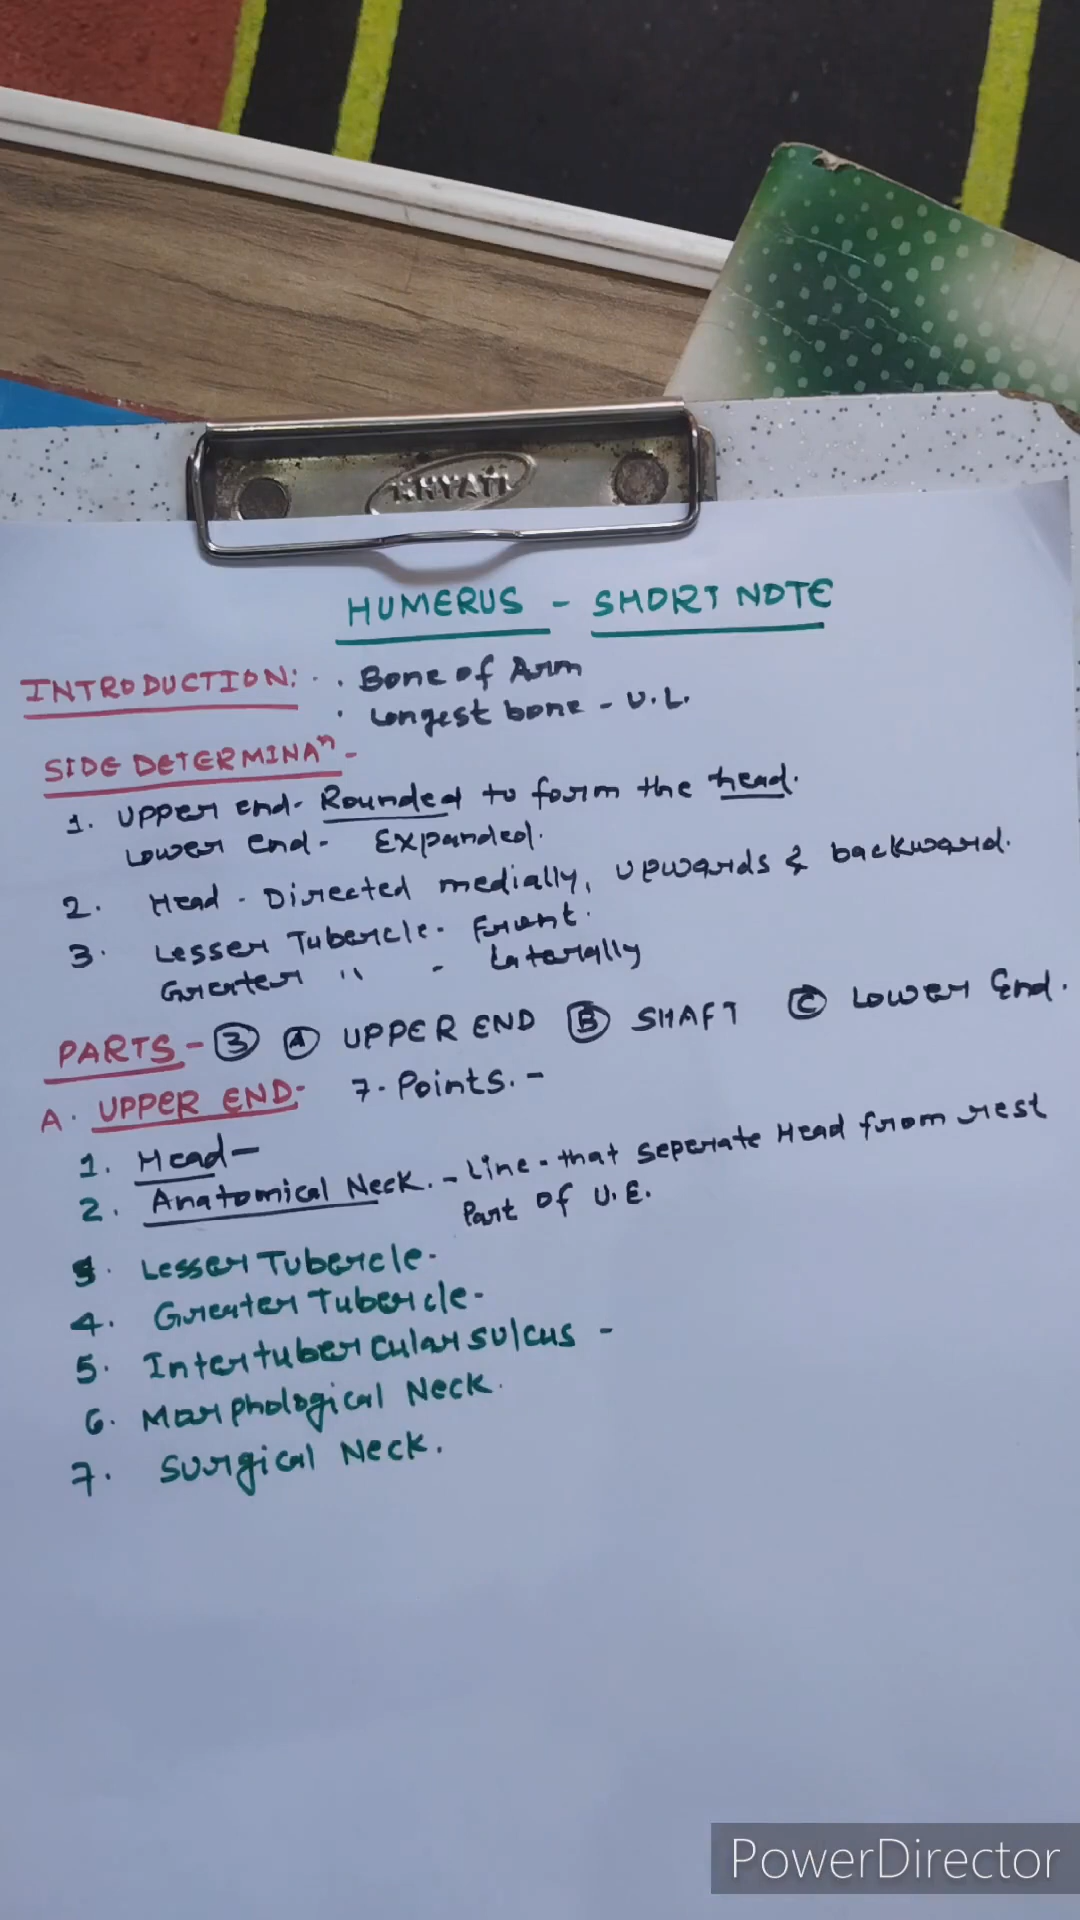 KHYATI
HUMERUS - SHORT NOTE
INTRODUCTION: · Bone of Arm
· Longest bone - U.L.
SIDE DETERMINAⁿ -
1. Upper end - Rounded to form the head.
Lower end - Expanded.
2. Head - Directed medially, upwards & backward.
3. Lesser Tubercle - Front.
Greater " - Laterally
PARTS - ③ Ⓐ UPPER END Ⓑ SHAFT Ⓒ LOWER End.
A. UPPER END - 7 - Points. -
1. Head -
2. Anatomical Neck. - Line - that seperate Head from rest
Part of U.E.
3. Lesser Tubercle -
4. Greater Tubercle -
5. Intertubercular sulcus -
6. Morphological Neck.
7. Surgical Neck.
PowerDirector